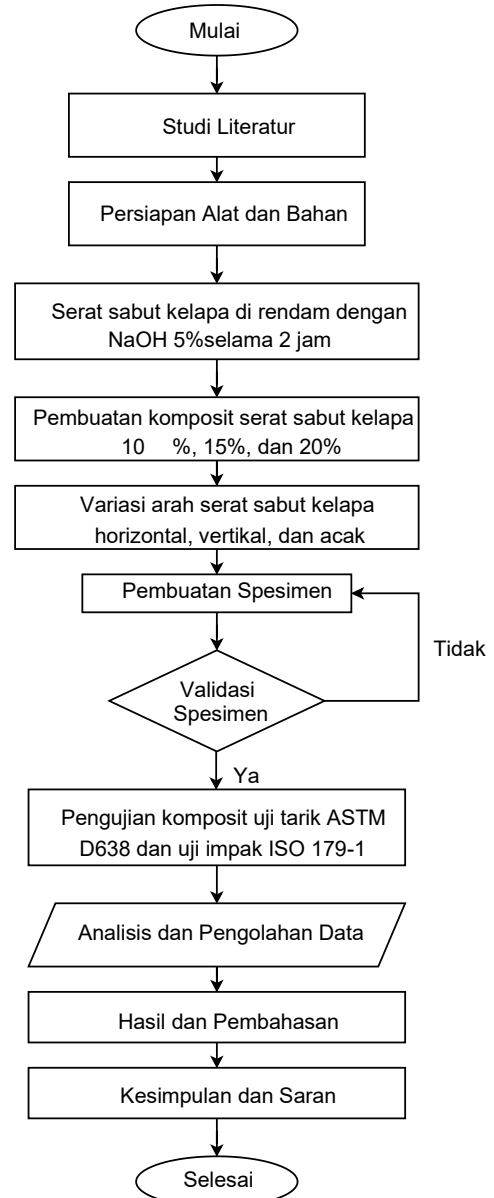 Mulai
Studi Literatur
Persiapan Alat dan Bahan
Serat sabut kelapa di rendam dengan
NaOH 5%selama 2 jam
Pembuatan komposit serat sabut kelapa
10 %, 15%, dan 20%
Variasi arah serat sabut kelapa
horizontal, vertikal, dan acak
Pembuatan Spesimen
Tidak
Validasi
Spesimen
Ya
Pengujian komposit uji tarik ASTM
D638 dan uji impak ISO 179-1
Analisis dan Pengolahan Data
Hasil dan Pembahasan
Kesimpulan dan Saran
Selesai